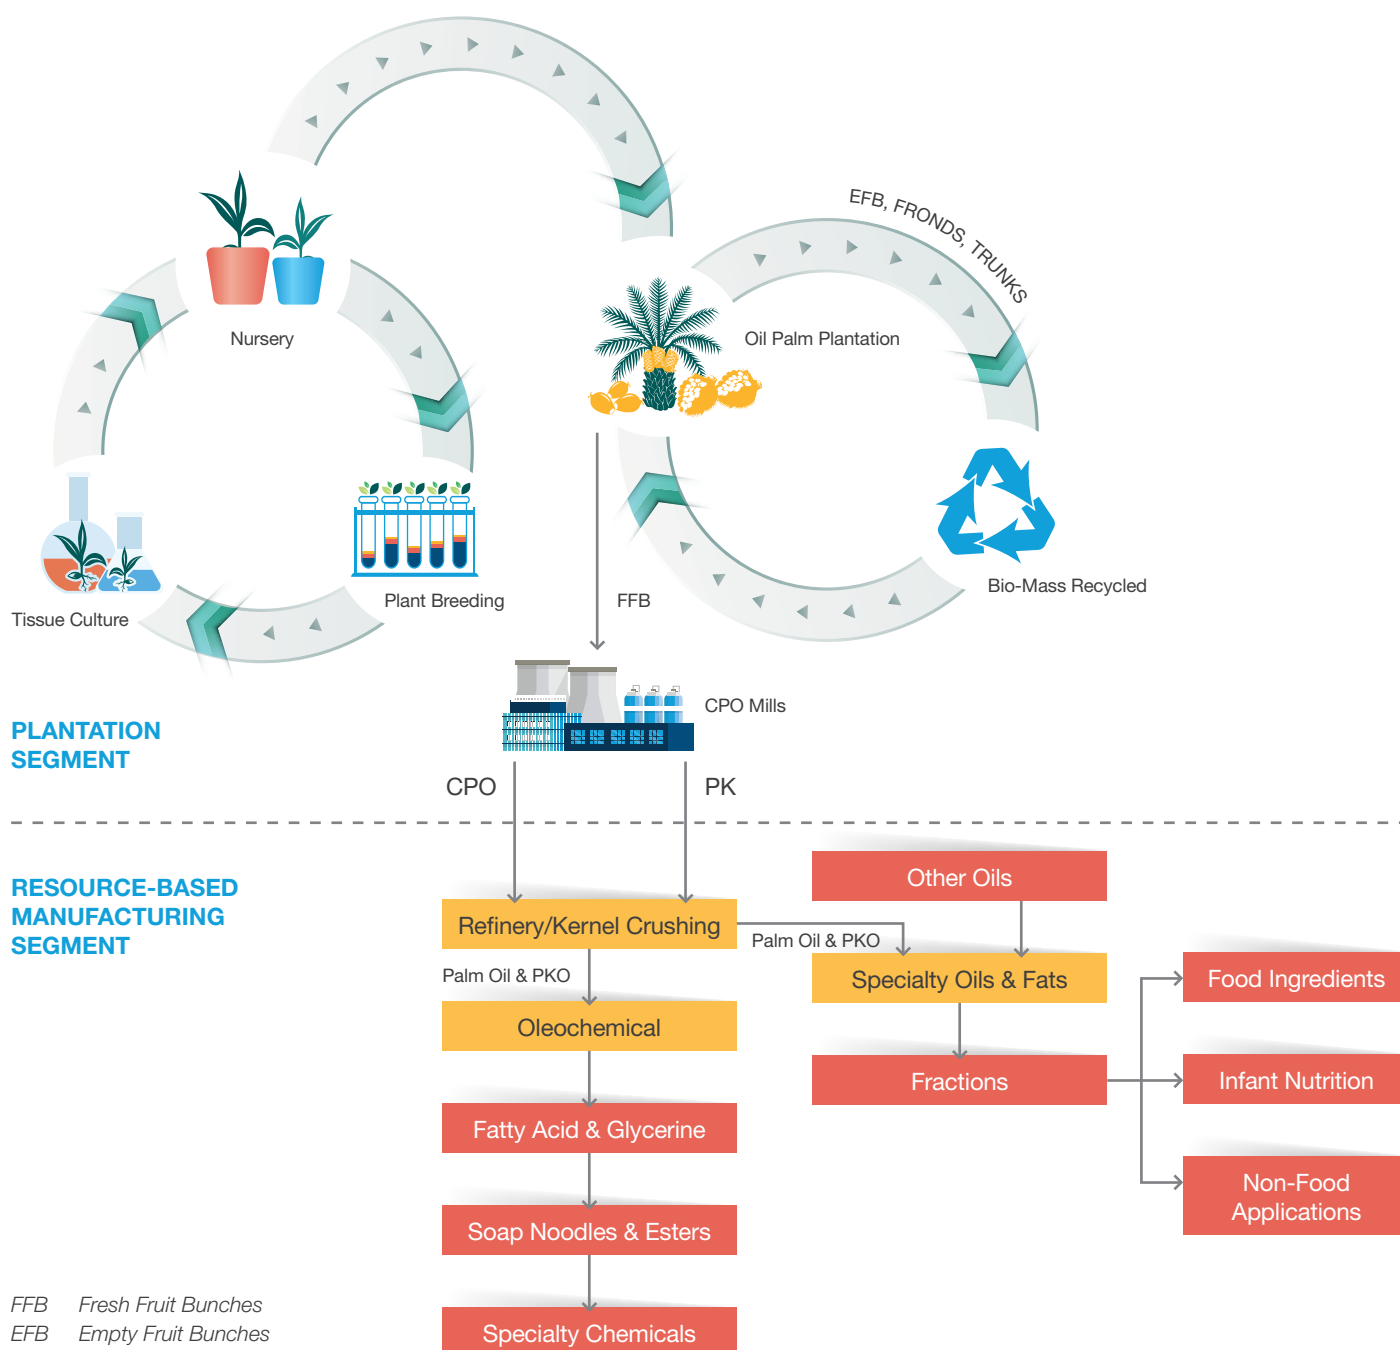 EFB, FRONDS, TRUNKS
Nursery
Oil Palm Plantation
Tissue Culture
Plant Breeding
FFB
Bio-Mass Recycled
CPO Mills
PLANTATION
SEGMENT
CPO
PK
RESOURCE-BASED
MANUFACTURING
SEGMENT
Other Oils
Refinery/Kernel Crushing
Palm Oil & PKO
Palm Oil & PKO
Specialty Oils & Fats
Food Ingredients
Oleochemical
Fractions
Infant Nutrition
Fatty Acid & Glycerine
Non-Food
Applications
Soap Noodles & Esters
Specialty Chemicals
FFB Fresh Fruit Bunches
EFB Empty Fruit Bunches